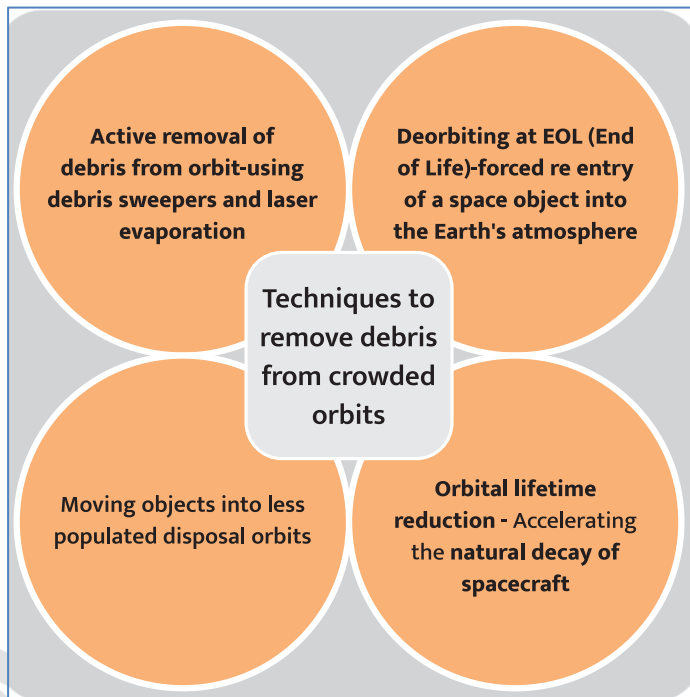 Active removal of
debris from orbit-using
debris sweepers and laser
evaporation
Deorbiting at EOL (End
of Life)-forced re entry
of a space object into
the Earth's atmosphere
Techniques to
remove debris
from crowded
orbits
Moving objects into less
populated disposal orbits
Orbital lifetime
reduction - Accelerating
the natural decay of
spacecraft